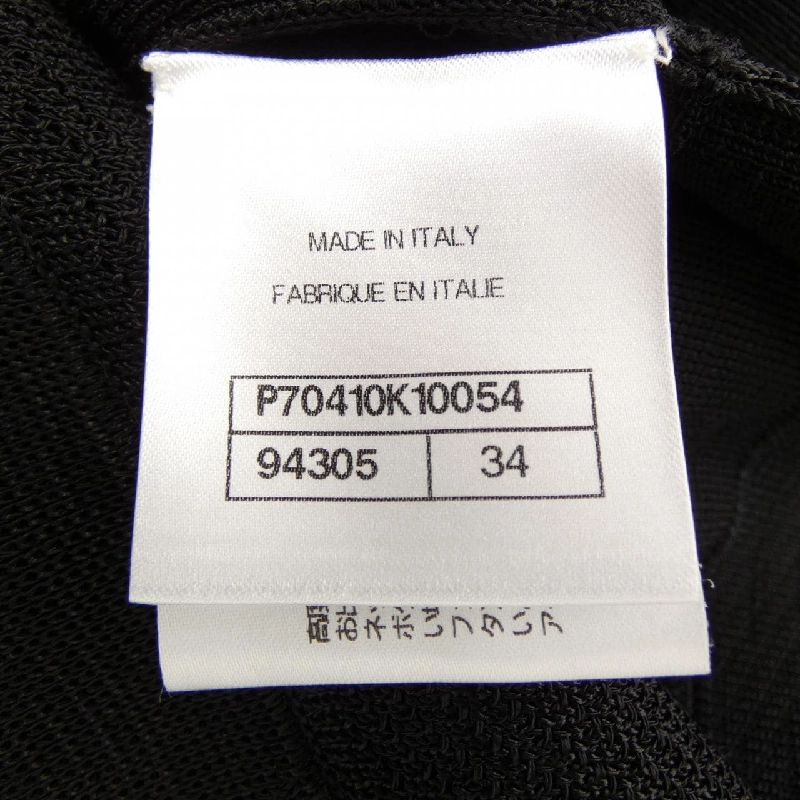 MADE IN ITALY
FABRIQUE EN ITALIE
P70410K10054
94305 34